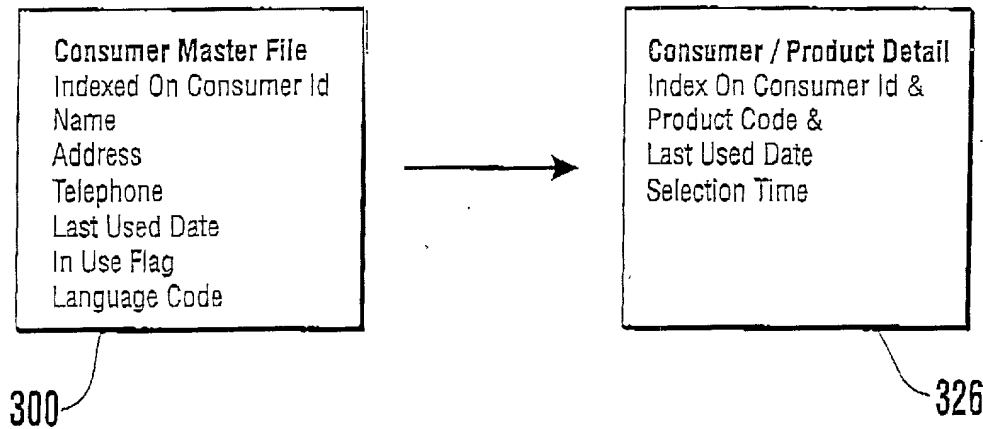 Consumer Master File
Indexed On Consumer Id
Name
Address
Telephone
Last Used Date
In Use Flag
Language Code
300
Consumer / Product Detail
Index On Consumer Id &
Product Code &
Last Used Date
Selection Time
326